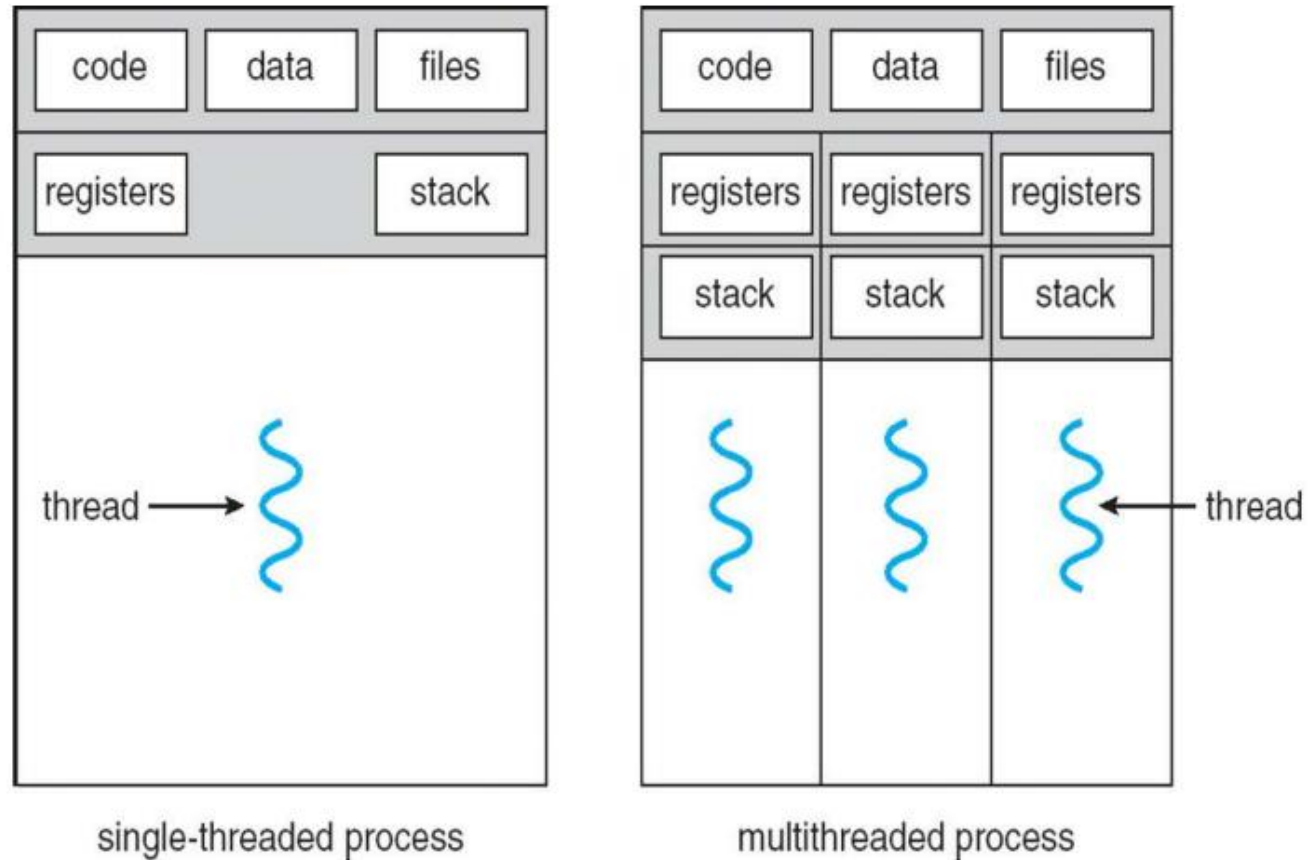 code data files code data files
registers stack registers registers registers
stack stack stack
thread thread
single-threaded process multithreaded process